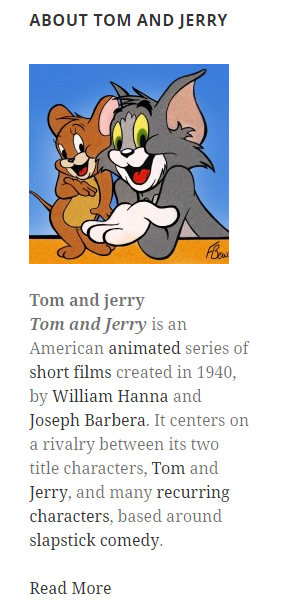 ABOUT TOM AND JERRY
Tom and jerry
Tom and Jerry is an
American animated series of
short films created in 1940,
by William Hanna and
Joseph Barbera. It centers on
a rivalry between its two
title characters, Tom and
Jerry, and many recurring
characters, based around
slapstick comedy.
Read More